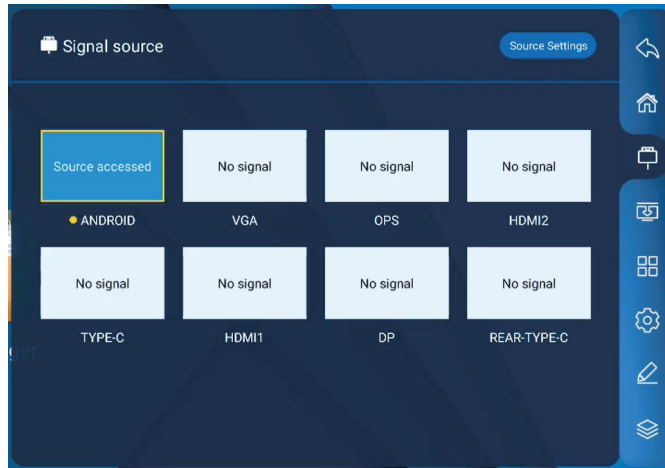 Signal source
Source Settings
Source accessed
No signal
No signal
No signal
ANDROID
VGA
OPS
HDMI2
No signal
No signal
No signal
No signal
TYPE-C
HDMI1
DP
REAR-TYPE-C
ger